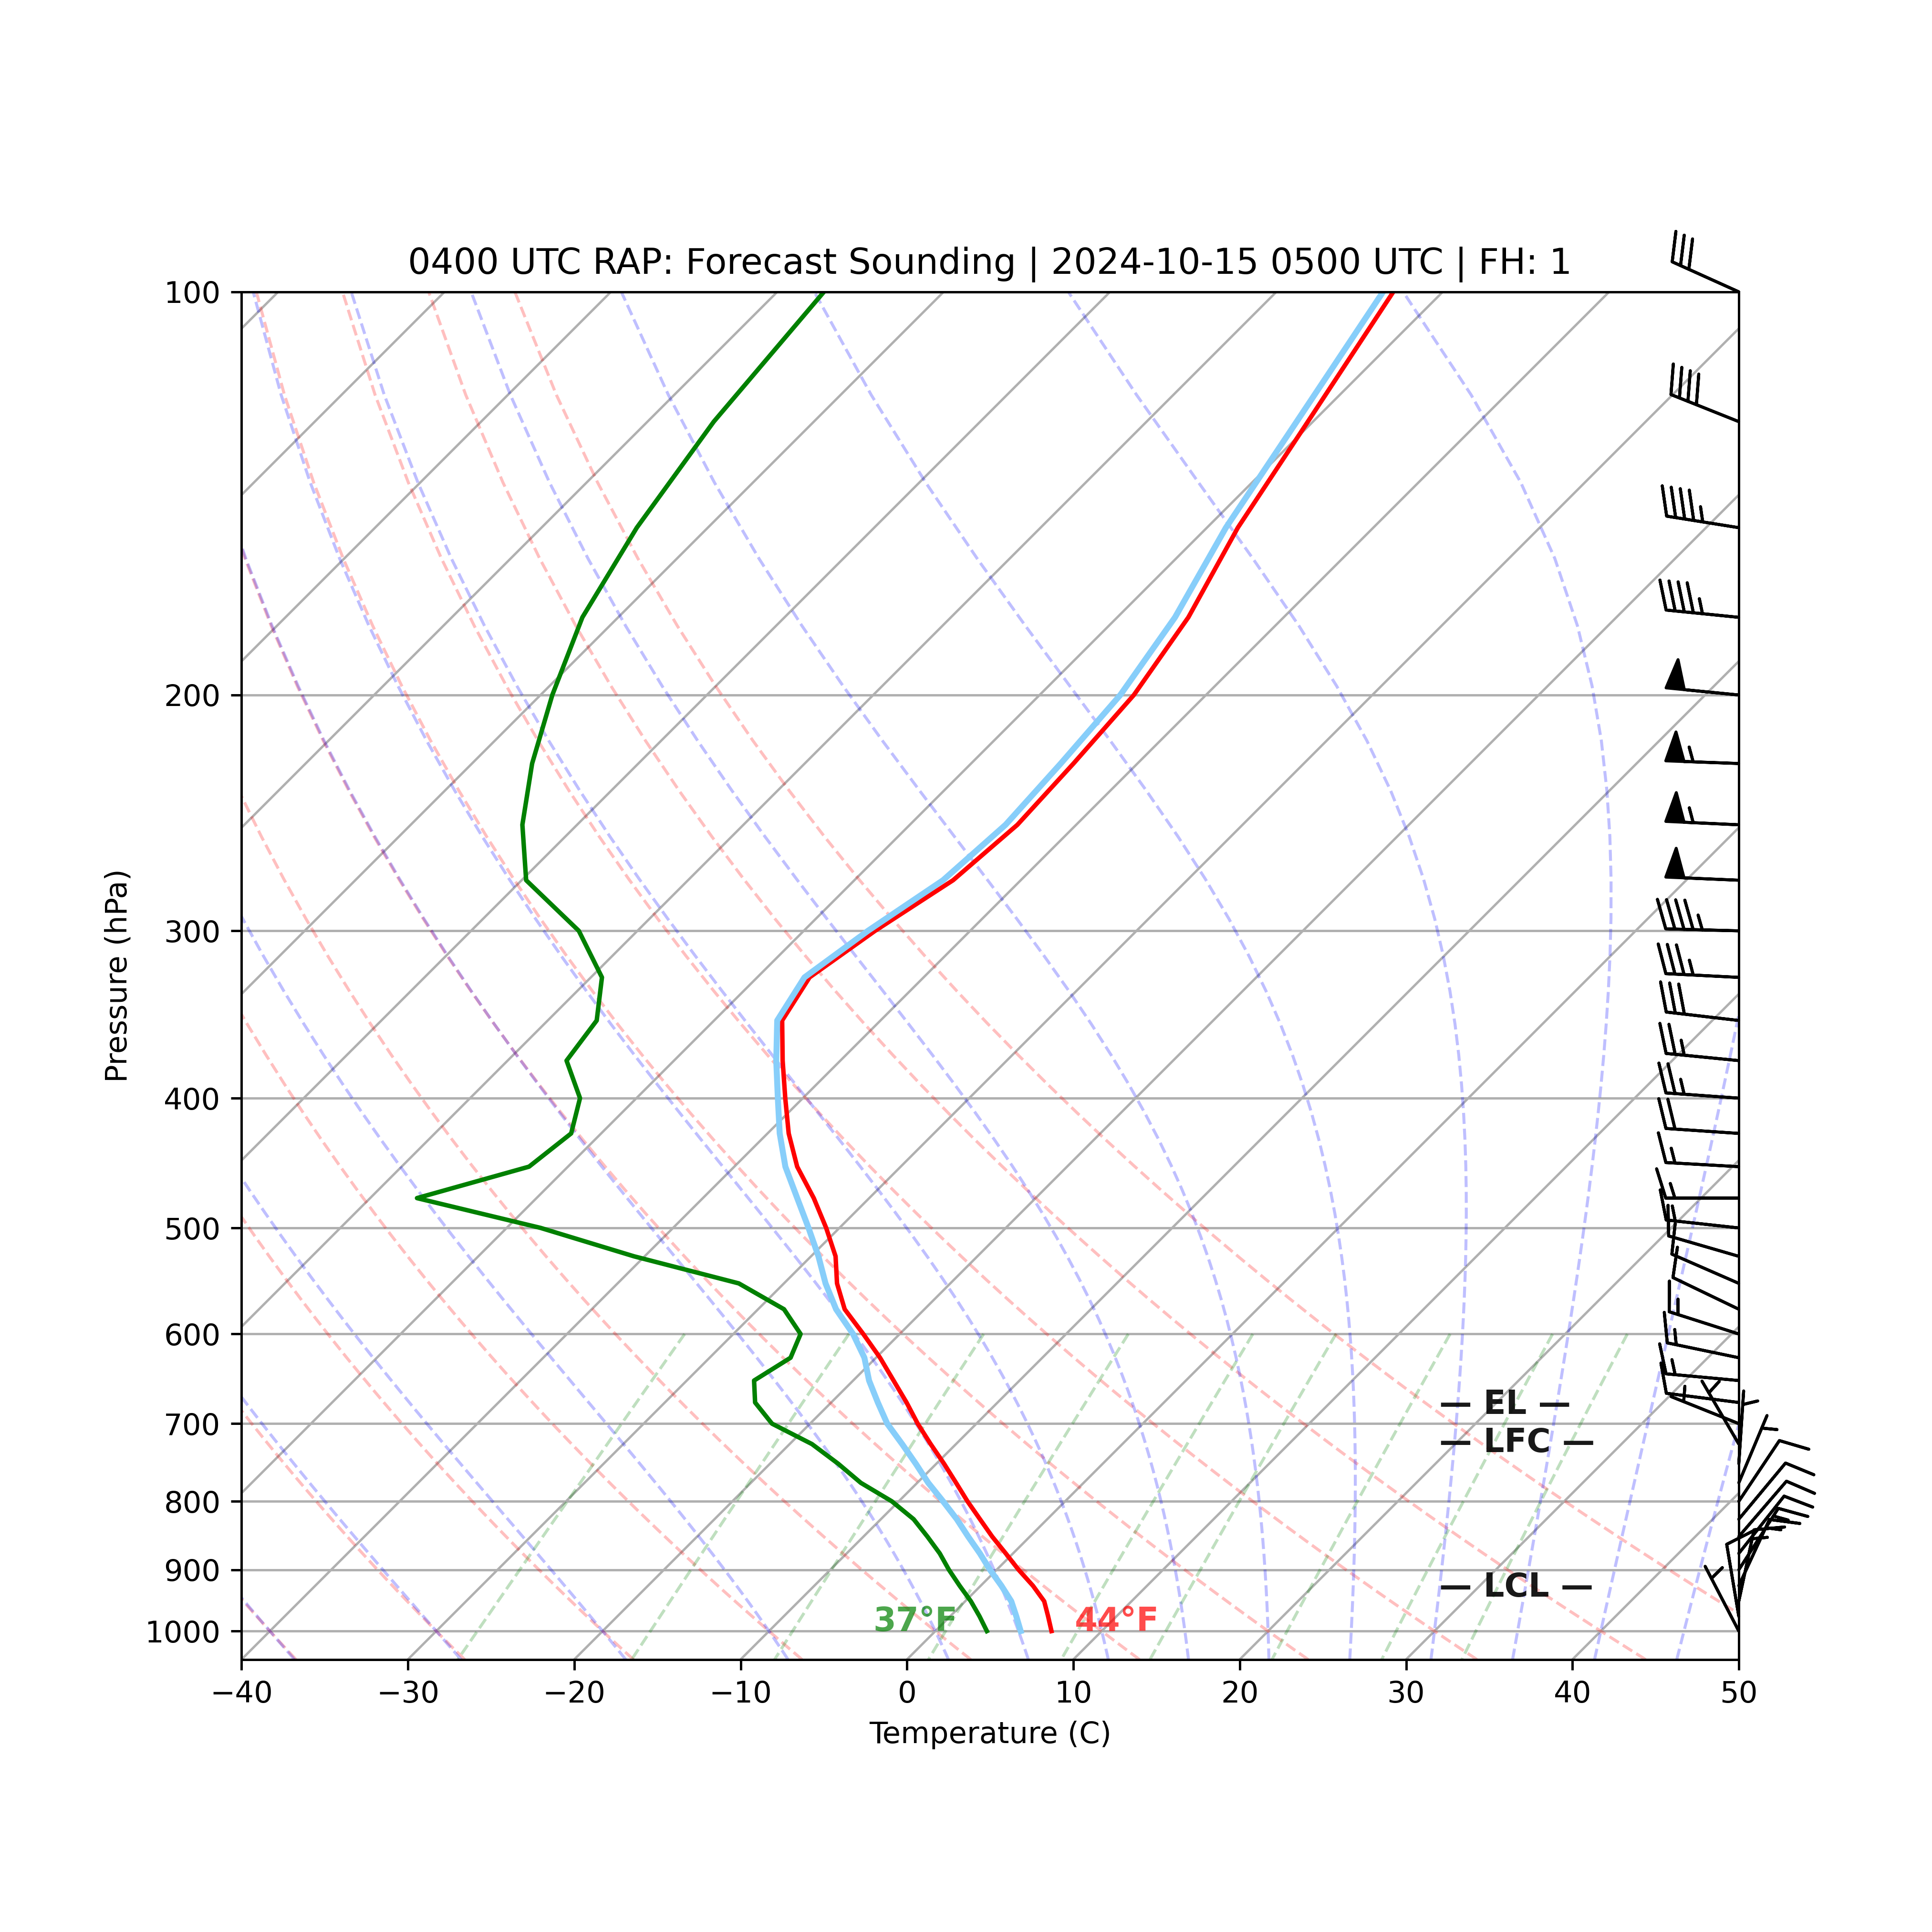 0400 UTC RAP: Forecast Sounding | 2024-10-15 0500 UTC | FH: 1
100
200
300
400
500
600
700
800
900
1000
Pressure (hPa)
— EL —
— LFC —
— LCL —
37°F
44°F
−40 −30 −20 −10 0 10 20 30 40 50
Temperature (C)